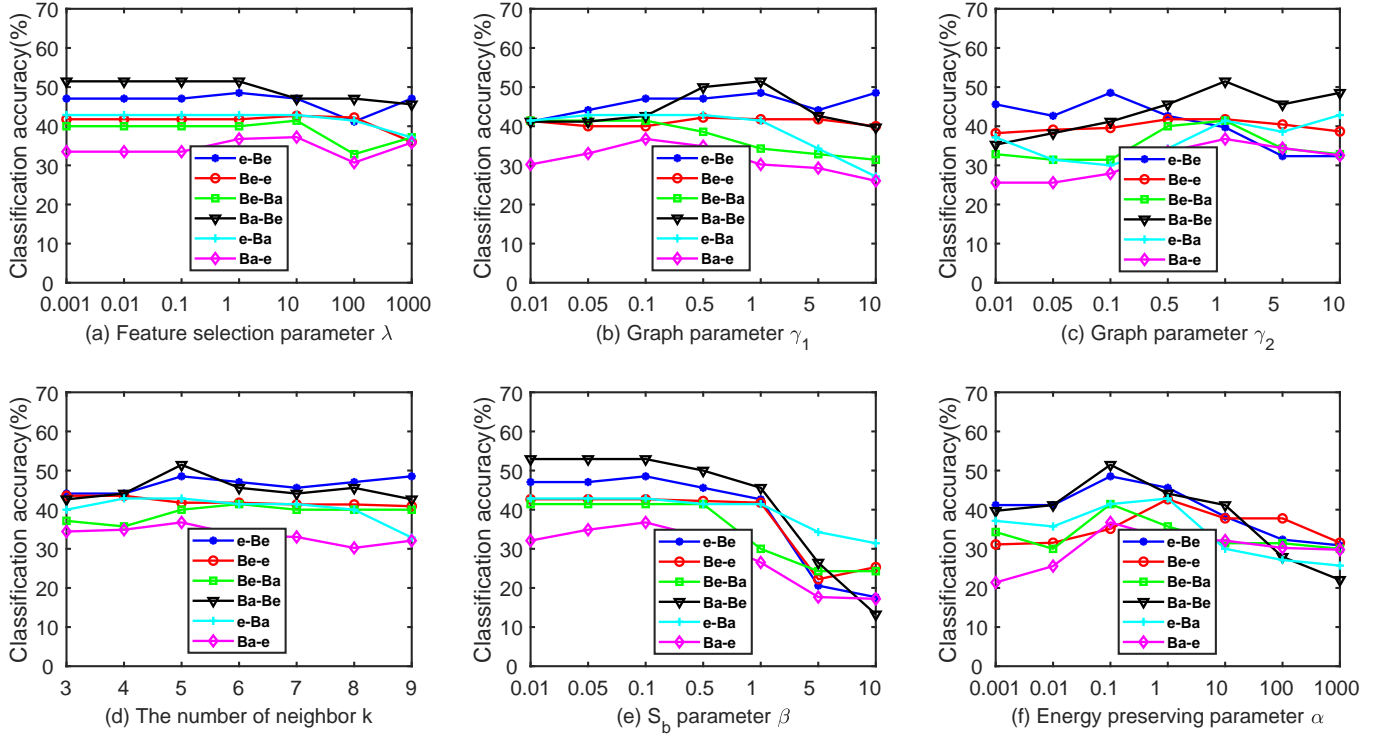 Classification accuracy(%)
70
60
50
40
30
20
10
0
e-Be
Be-e
Be-Ba
Ba-Be
e-Ba
Ba-e
0.001 0.01 0.1 1 10 100 1000
(a) Feature selection parameter λ
Classification accuracy(%)
70
60
50
40
30
20
10
0
e-Be
Be-e
Be-Ba
Ba-Be
e-Ba
Ba-e
0.01 0.05 0.1 0.5 1 5 10
(b) Graph parameter γ_1
Classification accuracy(%)
70
60
50
40
30
20
10
0
e-Be
Be-e
Be-Ba
Ba-Be
e-Ba
Ba-e
0.01 0.05 0.1 0.5 1 5 10
(c) Graph parameter γ_2
Classification accuracy(%)
70
60
50
40
30
20
10
0
e-Be
Be-e
Be-Ba
Ba-Be
e-Ba
Ba-e
3 4 5 6 7 8 9
(d) The number of neighbor k
Classification accuracy(%)
70
60
50
40
30
20
10
0
e-Be
Be-e
Be-Ba
Ba-Be
e-Ba
Ba-e
0.01 0.05 0.1 0.5 1 5 10
(e) S_b parameter β
Classification accuracy(%)
70
60
50
40
30
20
10
0
e-Be
Be-e
Be-Ba
Ba-Be
e-Ba
Ba-e
0.001 0.01 0.1 1 10 100 1000
(f) Energy preserving parameter α